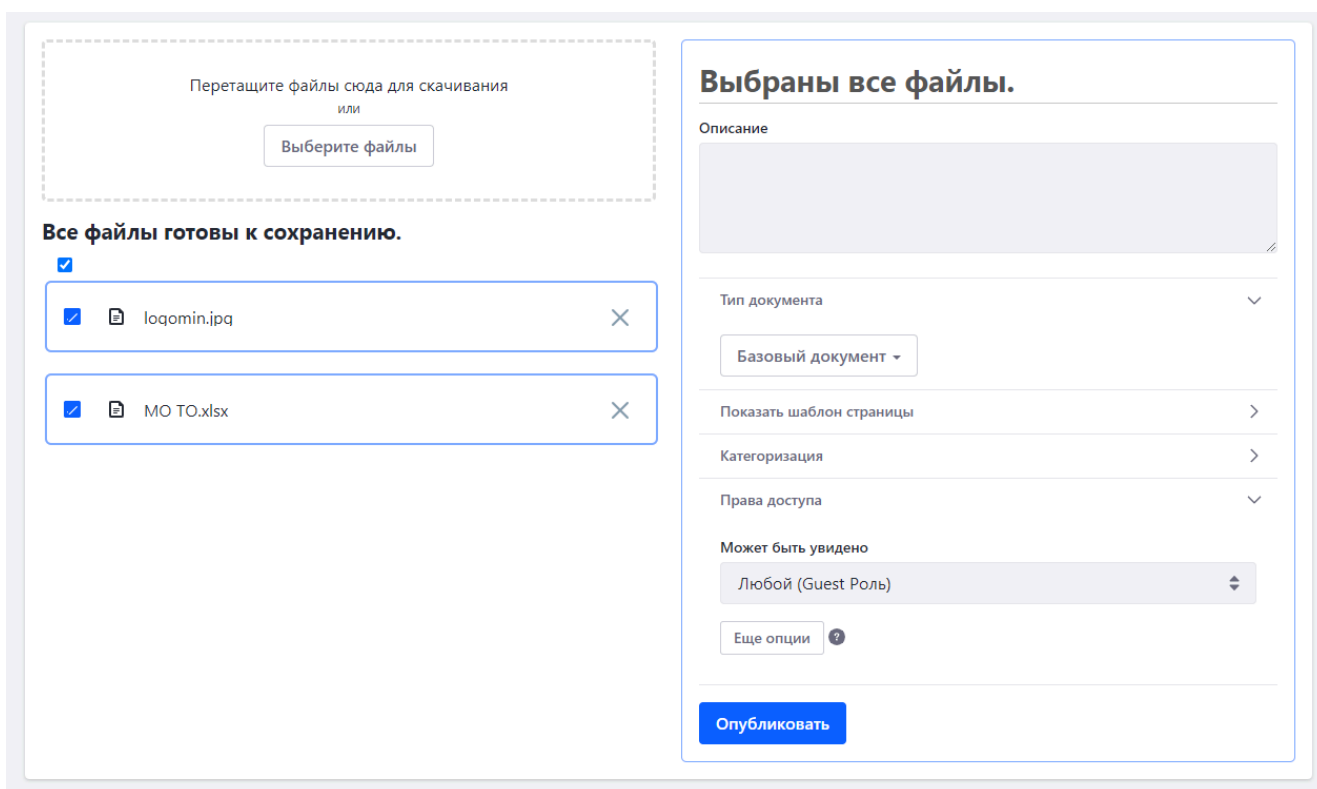 Перетащите файлы сюда для скачивания
или
Выберите файлы
Все файлы готовы к сохранению.
logomin.jpg
МО ТО.xlsx
Выбраны все файлы.
Описание
Тип документа
Базовый документ
Показать шаблон страницы
Категоризация
Права доступа
Может быть увидено
Любой (Guest Роль)
Еще опции ?
Опубликовать